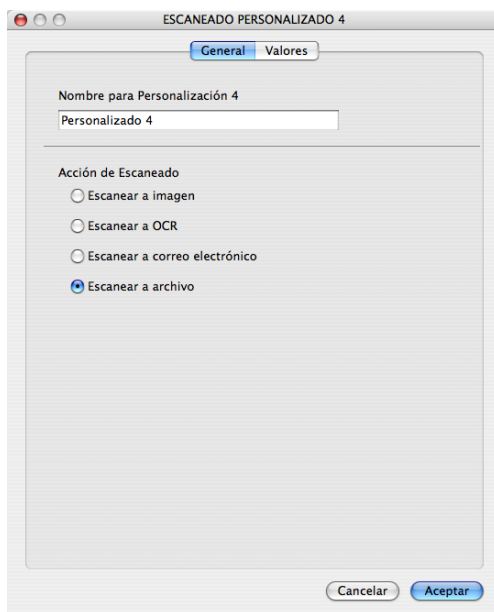 ESCANEADO PERSONALIZADO 4
General Valores
Nombre para Personalización 4
Personalizado 4
Acción de Escaneado
Escanear a imagen
Escanear a OCR
Escanear a correo electrónico
Escanear a archivo
Cancelar Aceptar